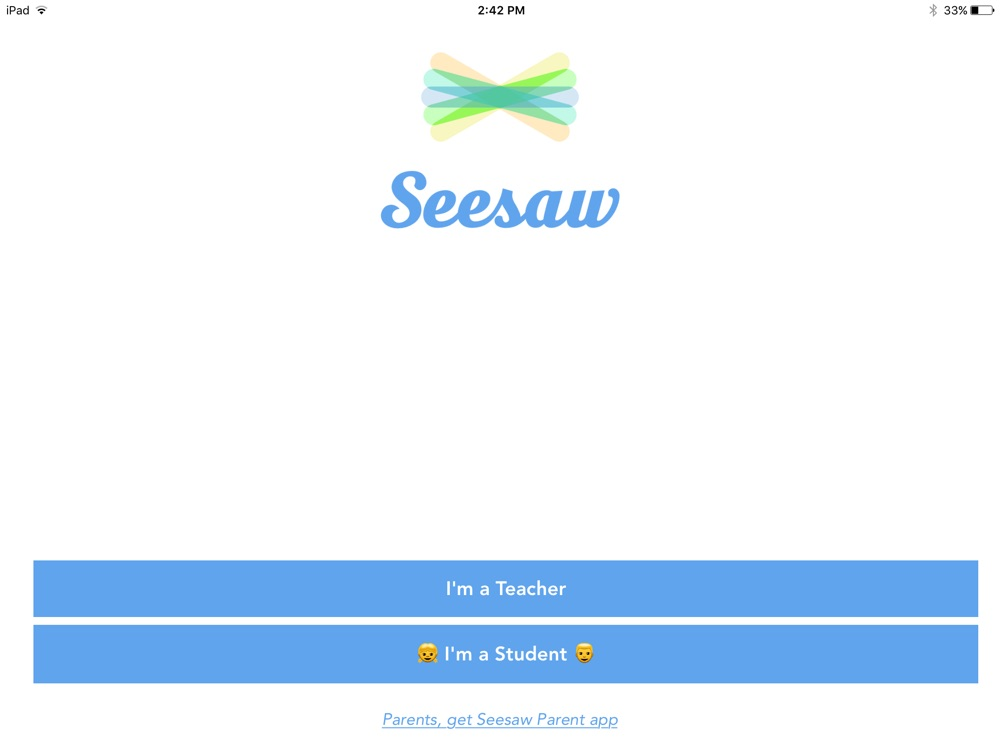 iPad 2:42 PM 33%
Seesaw
I'm a Teacher
👧 I'm a Student 👦
Parents, get Seesaw Parent app